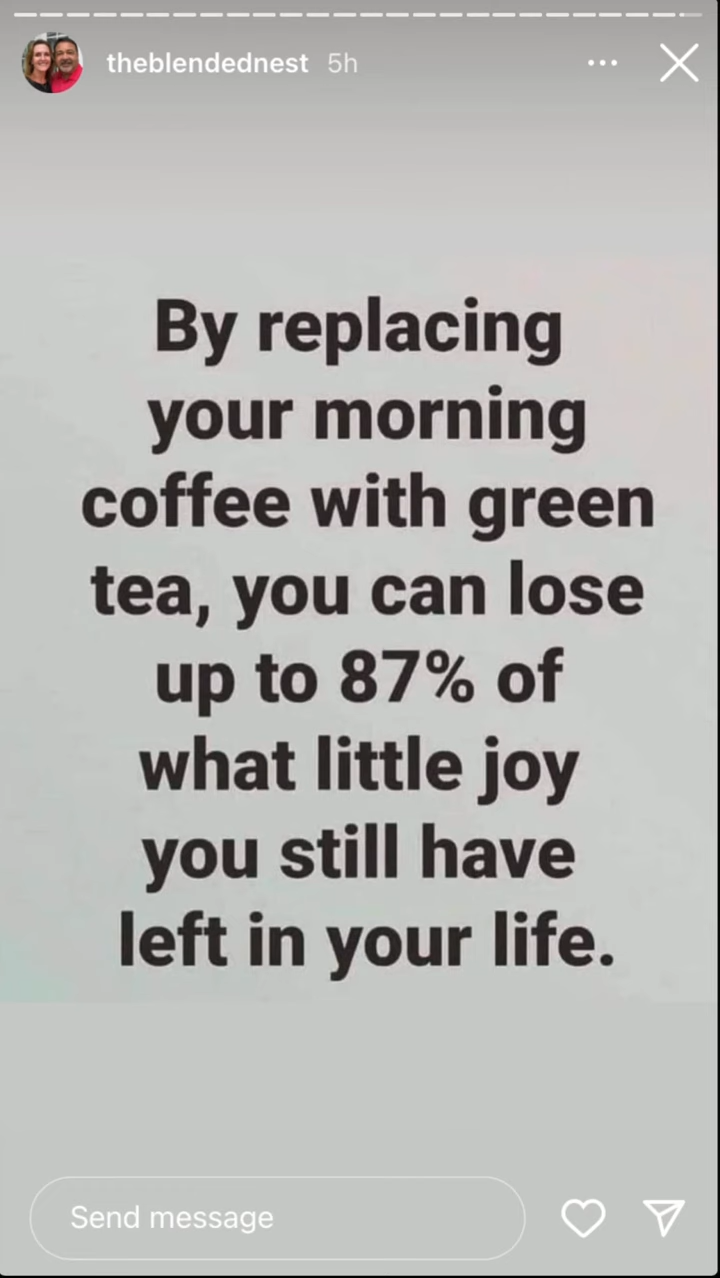 theblendednest 5h
By replacing
your morning
coffee with green
tea, you can lose
up to 87% of
what little joy
you still have
left in your life.
Send message